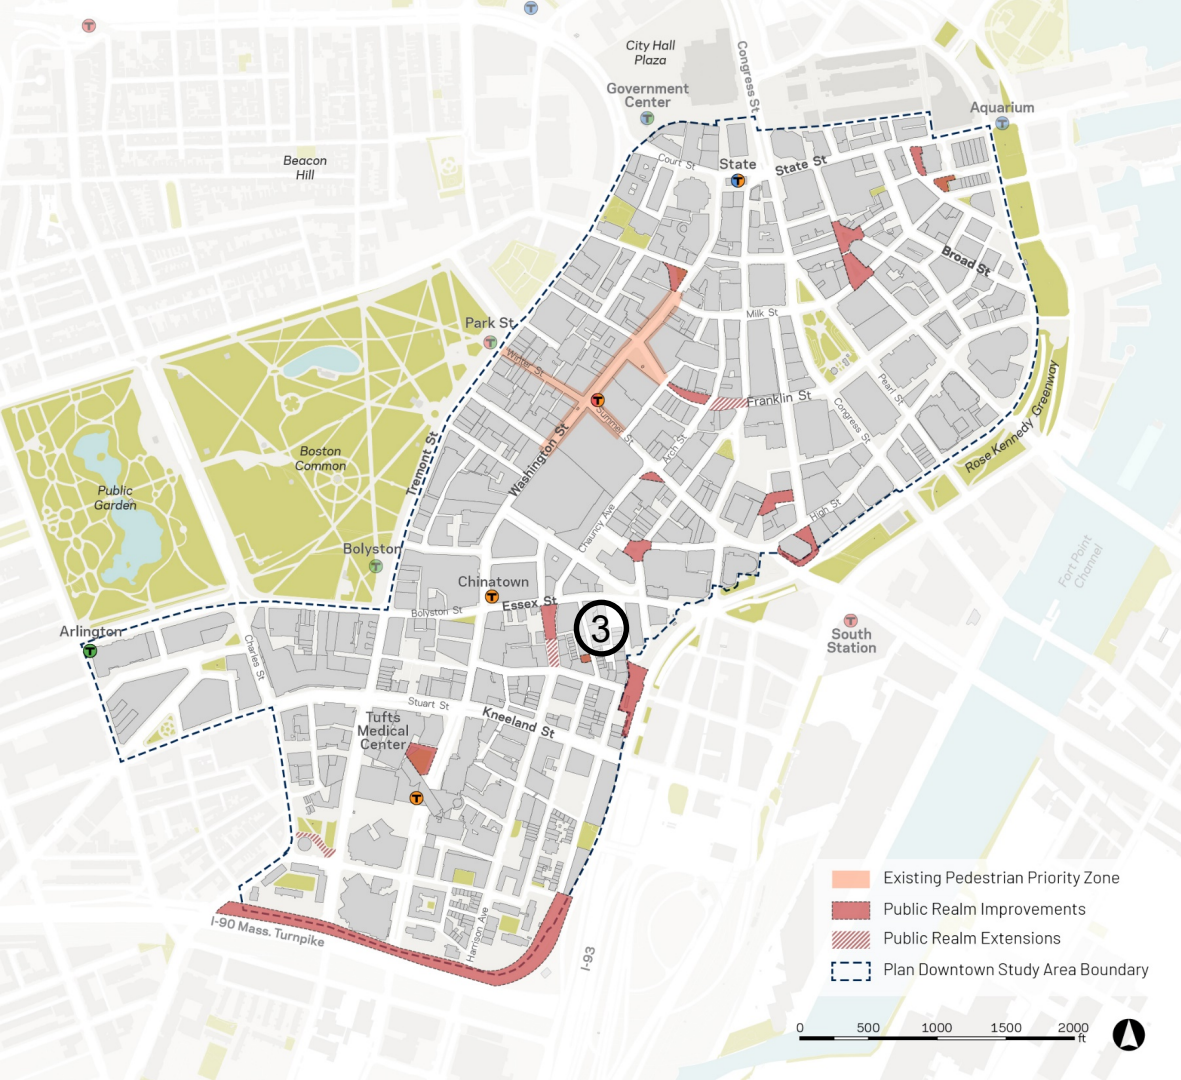 City Hall
Plaza
Congress St
Government
Center
Aquarium
Court St
State
State St
Beacon
Hill
Broad St
Park St
Milk St
Winter St
Summer St
Franklin St
Pearl St
Congress St
Rose Kennedy Greenway
Arch St
Washington St
Tremont St
Boston
Common
Public
Garden
High St
Chauncy Ave
Bolyston
Chinatown
Fort Point
Channel
Essex St
Bolyston St
3
Arlington
South
Station
Charles St
Stuart St
Kneeland St
Tufts
Medical
Center
Harrison Ave
I-90 Mass. Turnpike
I-93
Existing Pedestrian Priority Zone
Public Realm Improvements
Public Realm Extensions
Plan Downtown Study Area Boundary
0 500 1000 1500 2000
ft
T
T
T
T
T
T
T
T
T
T
T